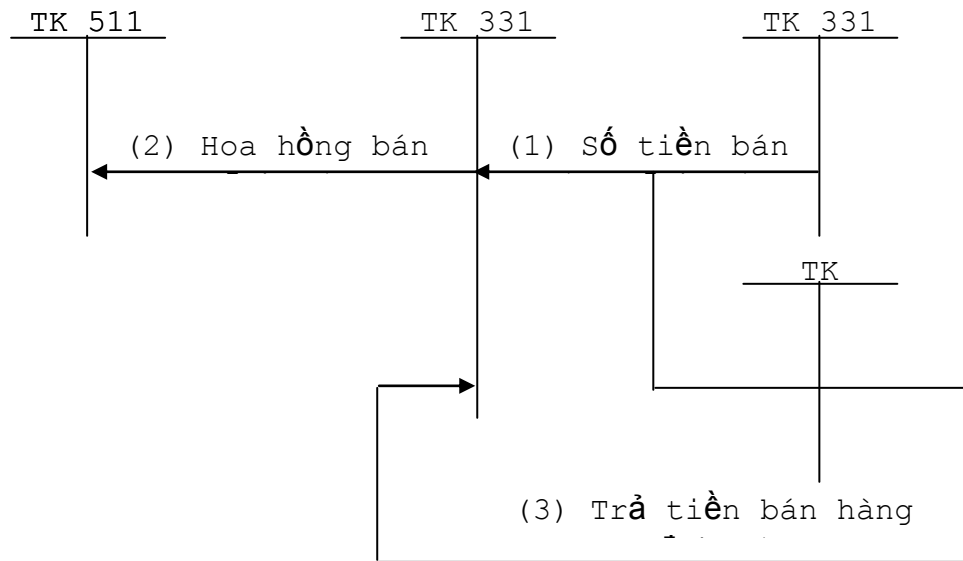 TK 511
TK 331
TK 331
(2) Hoa hồng bán
(1) Số tiền bán
TK
(3) Trả tiền bán hàng